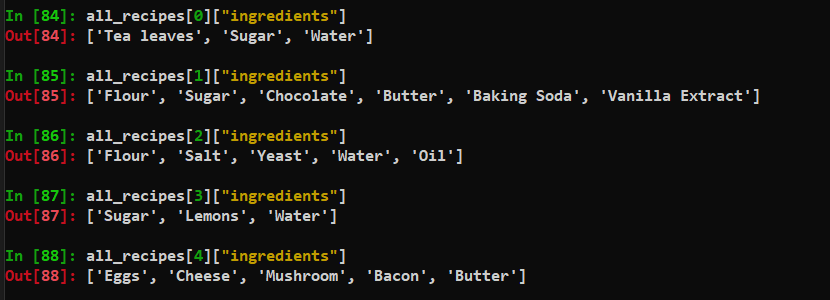 In [84]: all_recipes[0]["ingredients"]
Out[84]: ['Tea leaves', 'Sugar', 'Water']
In [85]: all_recipes[1]["ingredients"]
Out[85]: ['Flour', 'Sugar', 'Chocolate', 'Butter', 'Baking Soda', 'Vanilla Extract']
In [86]: all_recipes[2]["ingredients"]
Out[86]: ['Flour', 'Salt', 'Yeast', 'Water', 'Oil']
In [87]: all_recipes[3]["ingredients"]
Out[87]: ['Sugar', 'Lemons', 'Water']
In [88]: all_recipes[4]["ingredients"]
Out[88]: ['Eggs', 'Cheese', 'Mushroom', 'Bacon', 'Butter']